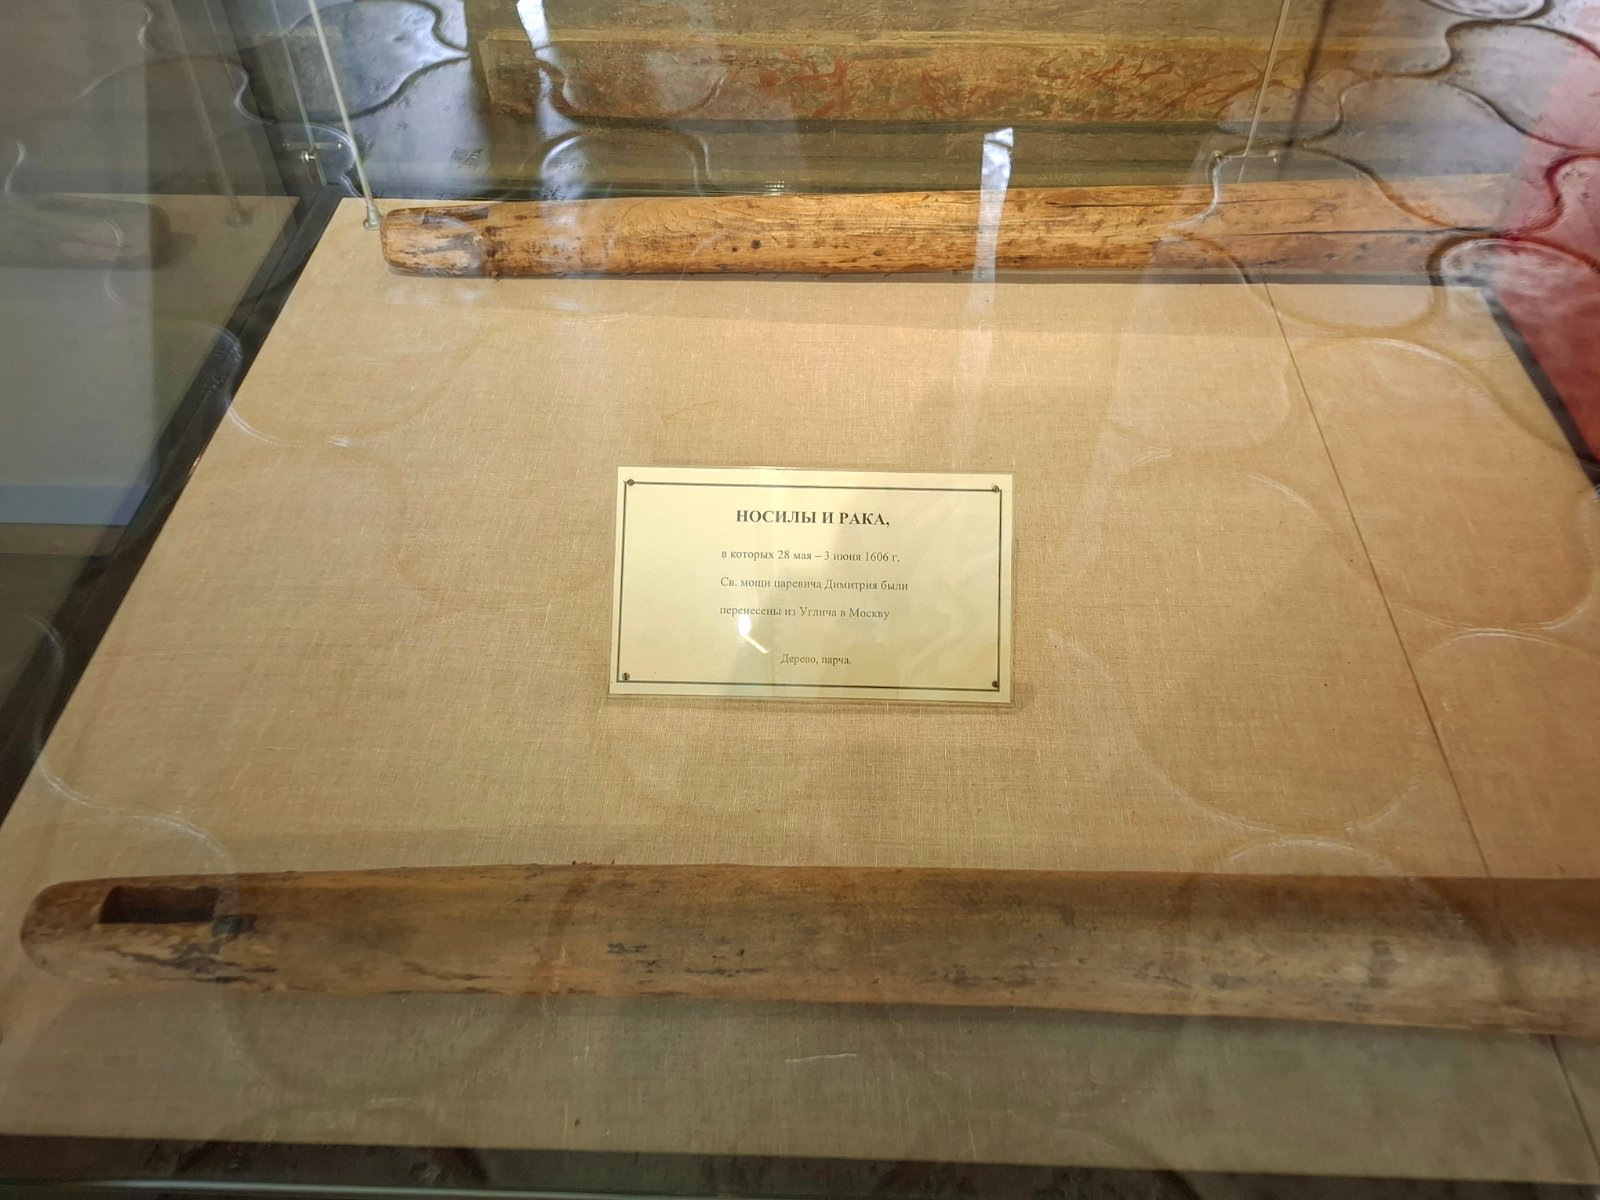 НОСИЛЫ И РАКА,
в которых 28 мая – 3 июня 1606 г.
Св. мощи царевича Димитрия были
перенесены из Углича в Москву
Дерево, парча.